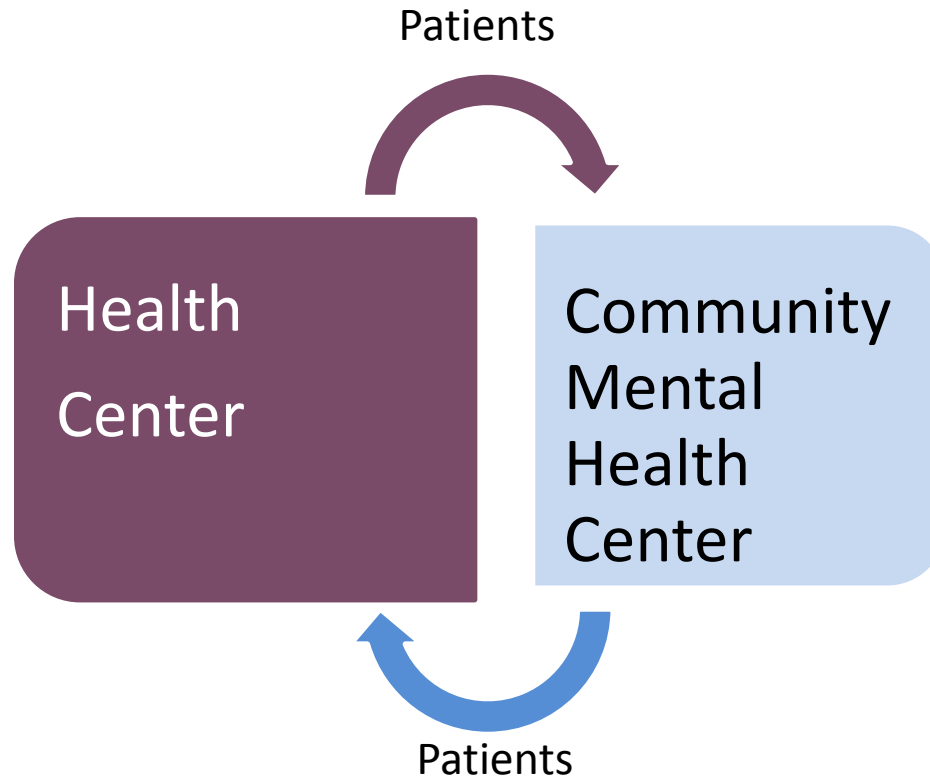 Patients
Health
Center
Community
Mental
Health
Center
Patients